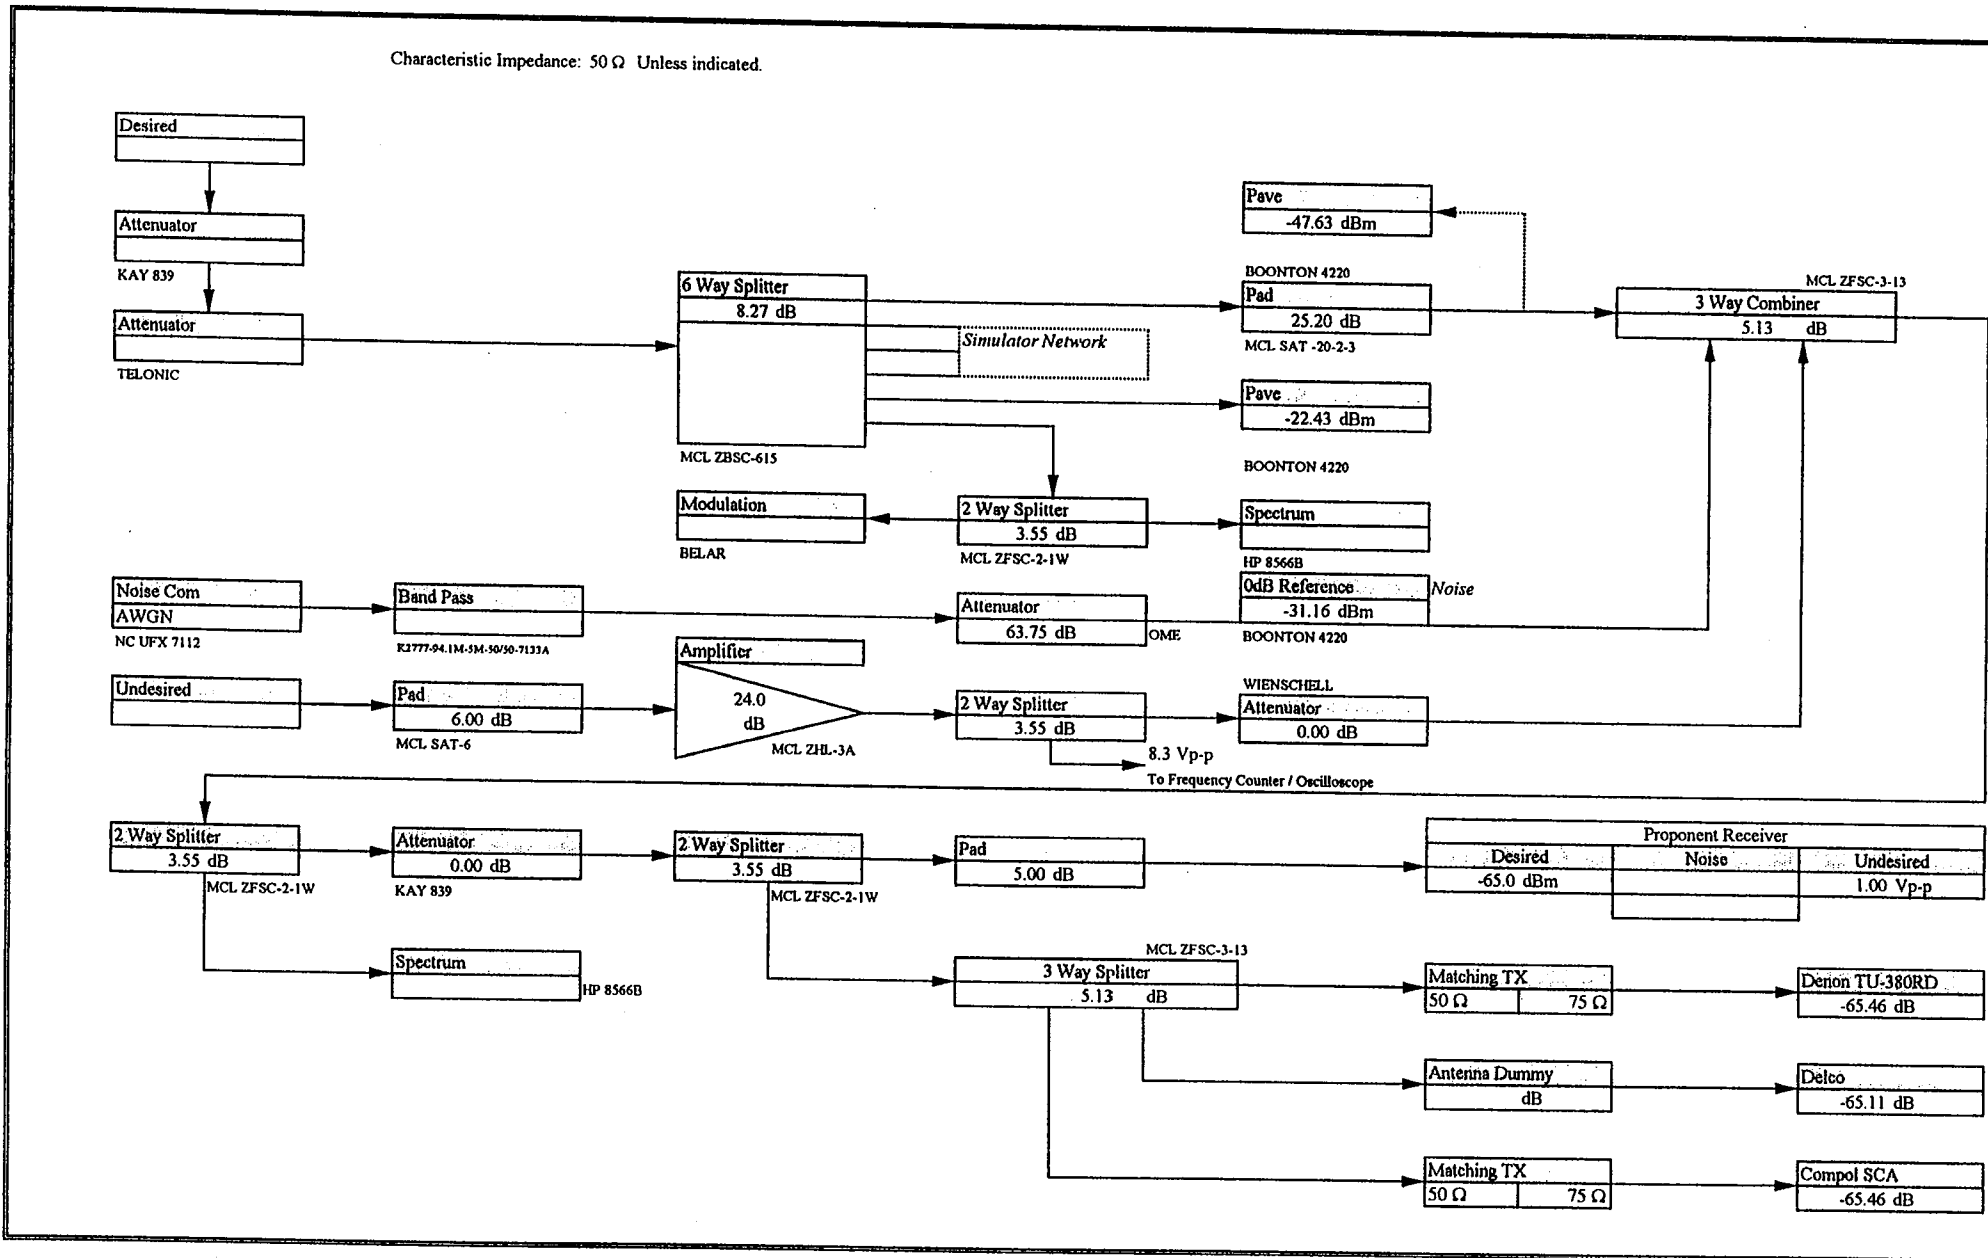 Characteristic Impedance: 50 Ω Unless indicated.
Desired
Attenuator
KAY 839
Attenuator
TELONIC
6 Way Splitter
8.27 dB
MCL ZBSC-615
Simulator Network
Pave
-47.63 dBm
BOONTON 4220
Pad
25.20 dB
MCL SAT -20-2-3
MCL ZFSC-3-13
3 Way Combiner
5.13 dB
Pave
-22.43 dBm
BOONTON 4220
Modulation
BELAR
2 Way Splitter
3.55 dB
MCL ZFSC-2-1W
Spectrum
HP 8566B
Noise Com
AWGN
NC UFX 7112
Band Pass
K2777-94.1M-5M-50/50-7133A
Attenuator
63.75 dB
OME
0dB Reference
-31.16 dBm
Noise
BOONTON 4220
Undesired
Pad
6.00 dB
MCL SAT-6
Amplifier
24.0
dB
MCL ZHL-3A
2 Way Splitter
3.55 dB
8.3 Vp-p
To Frequency Counter / Oscilloscope
WIENSCHELL
Attenuator
0.00 dB
2 Way Splitter
3.55 dB
MCL ZFSC-2-1W
Attenuator
0.00 dB
KAY 839
2 Way Splitter
3.55 dB
MCL ZFSC-2-1W
Pad
5.00 dB
Proponent Receiver
Desired Noise Undesired
-65.0 dBm 1.00 Vp-p
Spectrum
HP 8566B
MCL ZFSC-3-13
3 Way Splitter
5.13 dB
Matching TX
50 Ω 75 Ω
Denon TU-380RD
-65.46 dB
Antenna Dummy
dB
Delco
-65.11 dB
Matching TX
50 Ω 75 Ω
Compol SCA
-65.46 dB